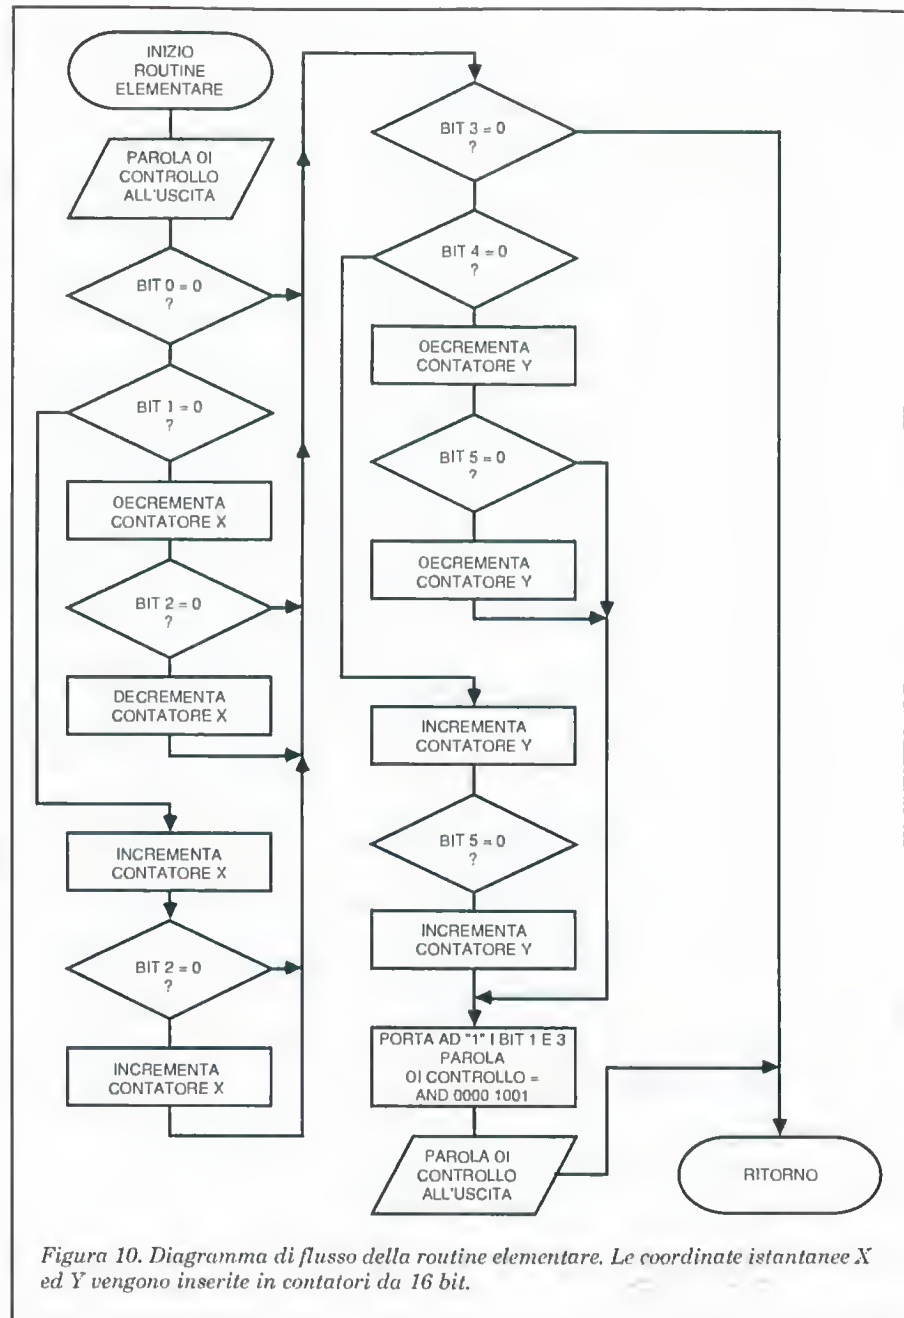 INIZIO
ROUTINE
ELEMENTARE
PAROLA OI
CONTROLLO
ALL'USCITA
BIT 0 = 0
?
BIT 1 = 0
?
OECREMENTA
CONTATORE X
BIT 2 = 0
?
DECREMENTA
CONTATORE X
INCREMENTA
CONTATORE X
BIT 2 = 0
?
INCREMENTA
CONTATORE X
BIT 3 = 0
?
BIT 4 = 0
?
OECREMENTA
CONTATORE Y
BIT 5 = 0
?
OECREMENTA
CONTATORE Y
INCREMENTA
CONTATORE Y
BIT 5 = 0
?
INCREMENTA
CONTATORE Y
PORTA AD "1" I BIT 1 E 3
PAROLA
OI CONTROLLO =
AND 0000 1001
PAROLA OI
CONTROLLO
ALL'USCITA
RITORNO
Figura 10. Diagramma di flusso della routine elementare. Le coordinate istantanee X
ed Y vengono inserite in contatori da 16 bit.